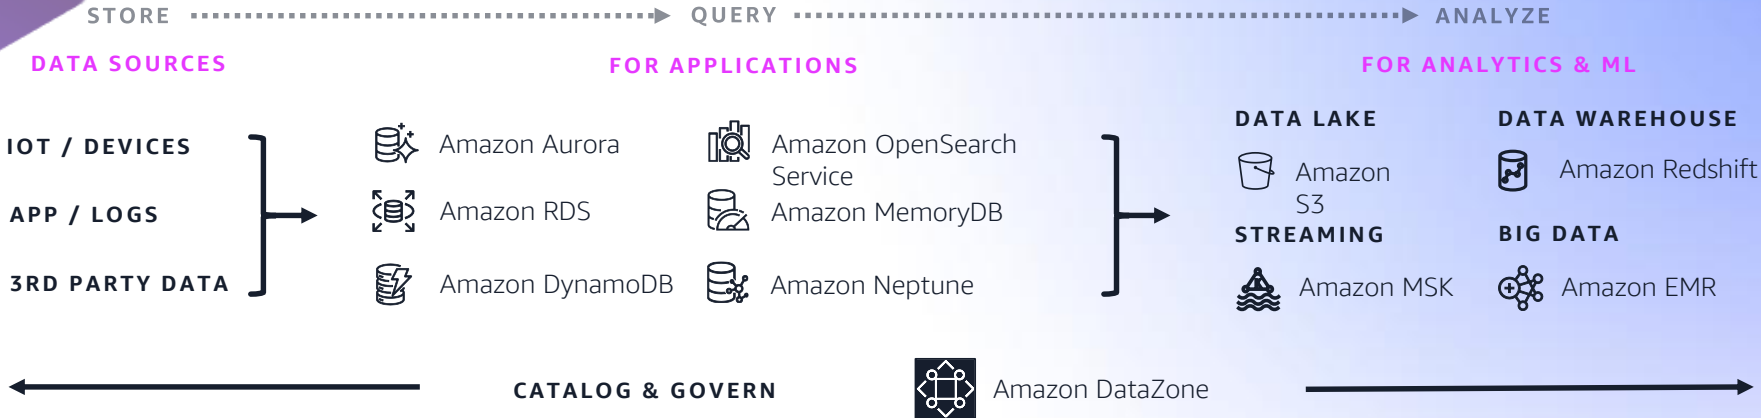 STORE
QUERY
ANALYZE
DATA SOURCES
FOR APPLICATIONS
FOR ANALYTICS & ML
IOT / DEVICES
APP / LOGS
3RD PARTY DATA
Amazon Aurora
Amazon RDS
Amazon DynamoDB
Amazon OpenSearch
Service
Amazon MemoryDB
Amazon Neptune
DATA LAKE
Amazon
S3
DATA WAREHOUSE
Amazon Redshift
STREAMING
Amazon MSK
BIG DATA
Amazon EMR
CATALOG & GOVERN
Amazon DataZone